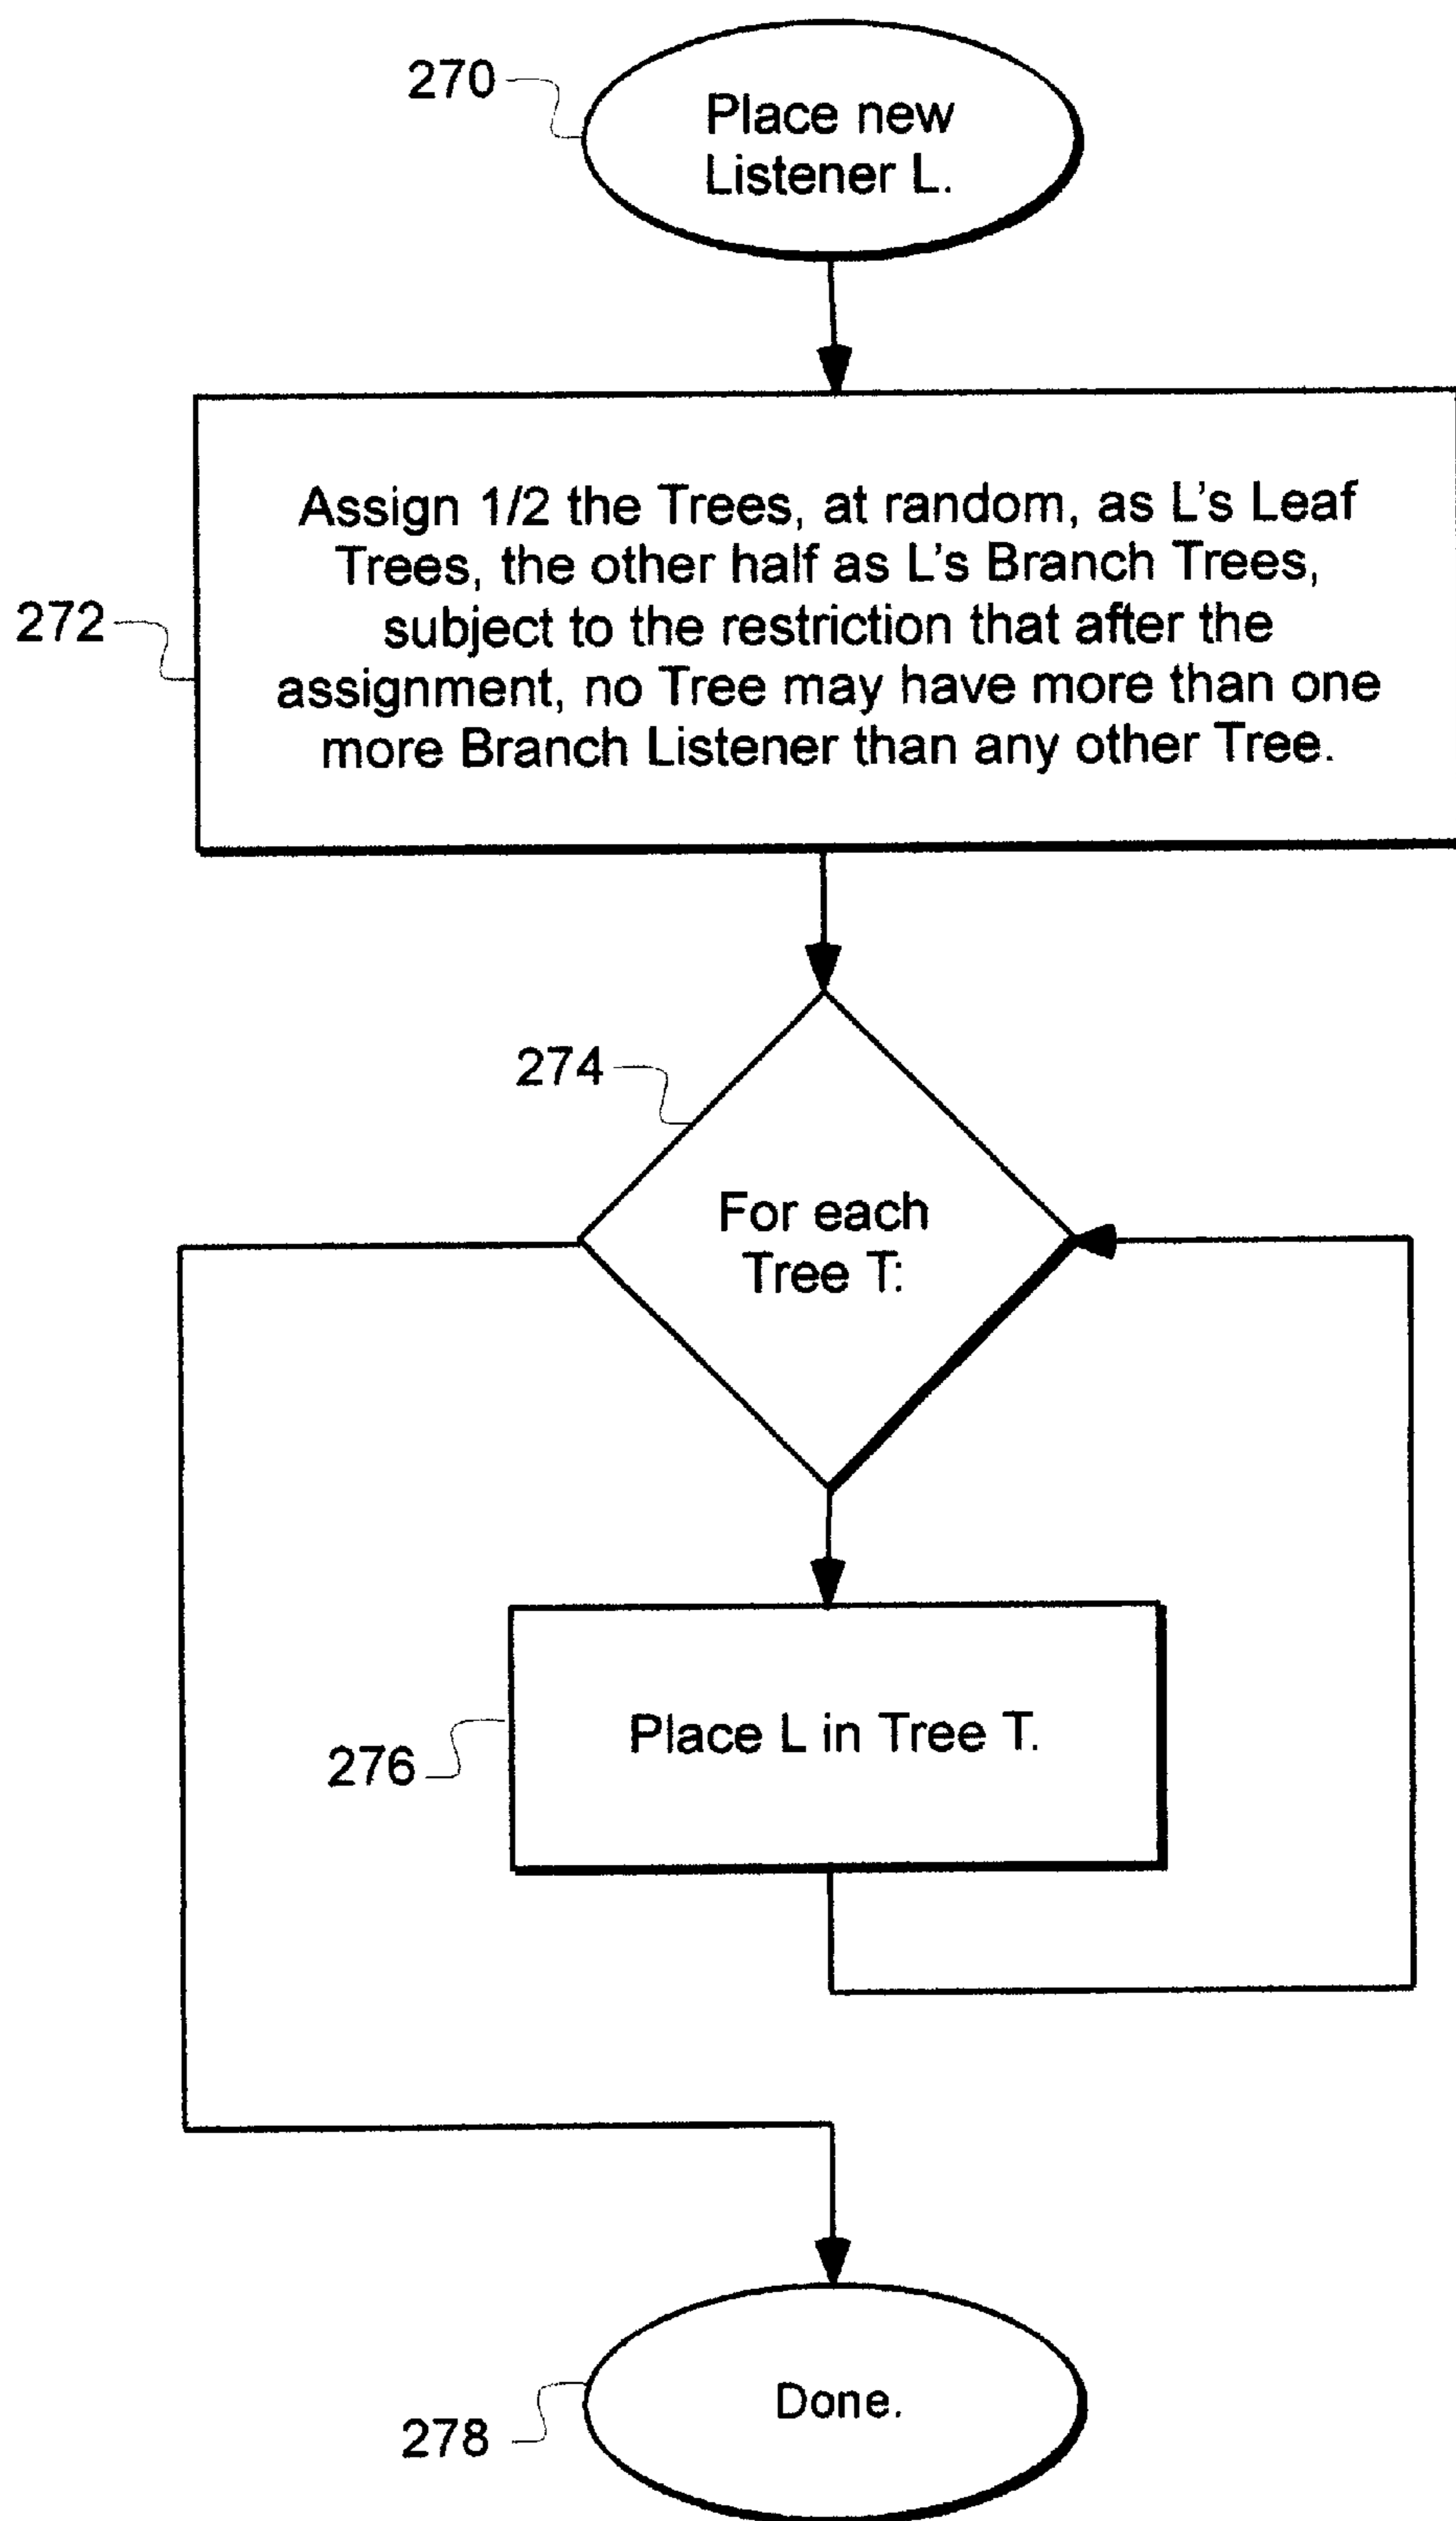 270
Place new
Listener L.
Assign 1/2 the Trees, at random, as L's Leaf
Trees, the other half as L's Branch Trees,
272
subject to the restriction that after the
assignment, no Tree may have more than one
more Branch Listener than any other Tree.
274
For each
Tree T:
Place L in Tree T.
276
Done.
278